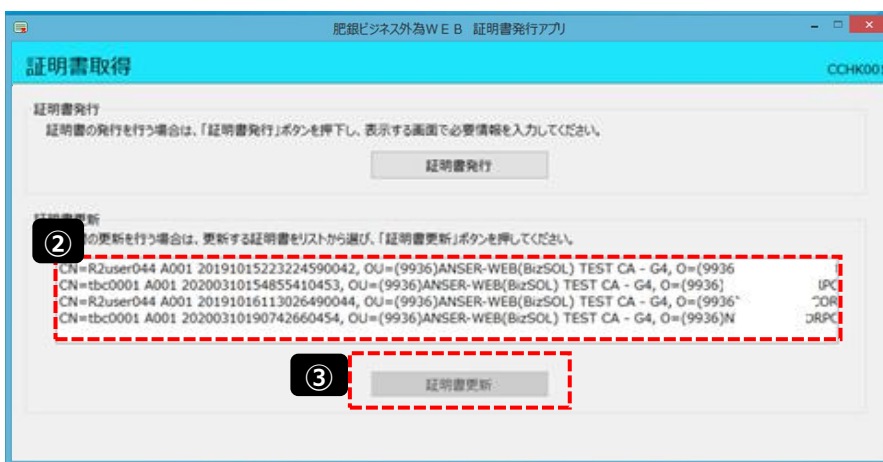 肥銀ビジネス外為WEB 証明書発行アプリ
証明書取得
CCHK001
証明書発行
証明書の発行を行う場合は、「証明書発行」ボタンを押下し、表示する画面で必要情報を入力してください。
証明書発行
証明書更新
②
の更新を行う場合は、更新する証明書をリストから選び、「証明書更新」ボタンを押してください。
CN=R2user044 A001 20191015223224590042, OU=(9936)ANSER-WEB(BizSOL) TEST CA - G4, O=(9936
CN=tbc0001 A001 20200310154855410453, OU=(9936)ANSER-WEB(BizSOL) TEST CA - G4, O=(9936)
CN=R2user044 A001 20191016113026490044, OU=(9936)ANSER-WEB(BizSOL) TEST CA - G4, O=(9936 COR
CN=tbc0001 A001 20200310190742660454, OU=(9936)ANSER-WEB(BizSOL) TEST CA - G4, O=(9936)N ORPC
③
証明書更新